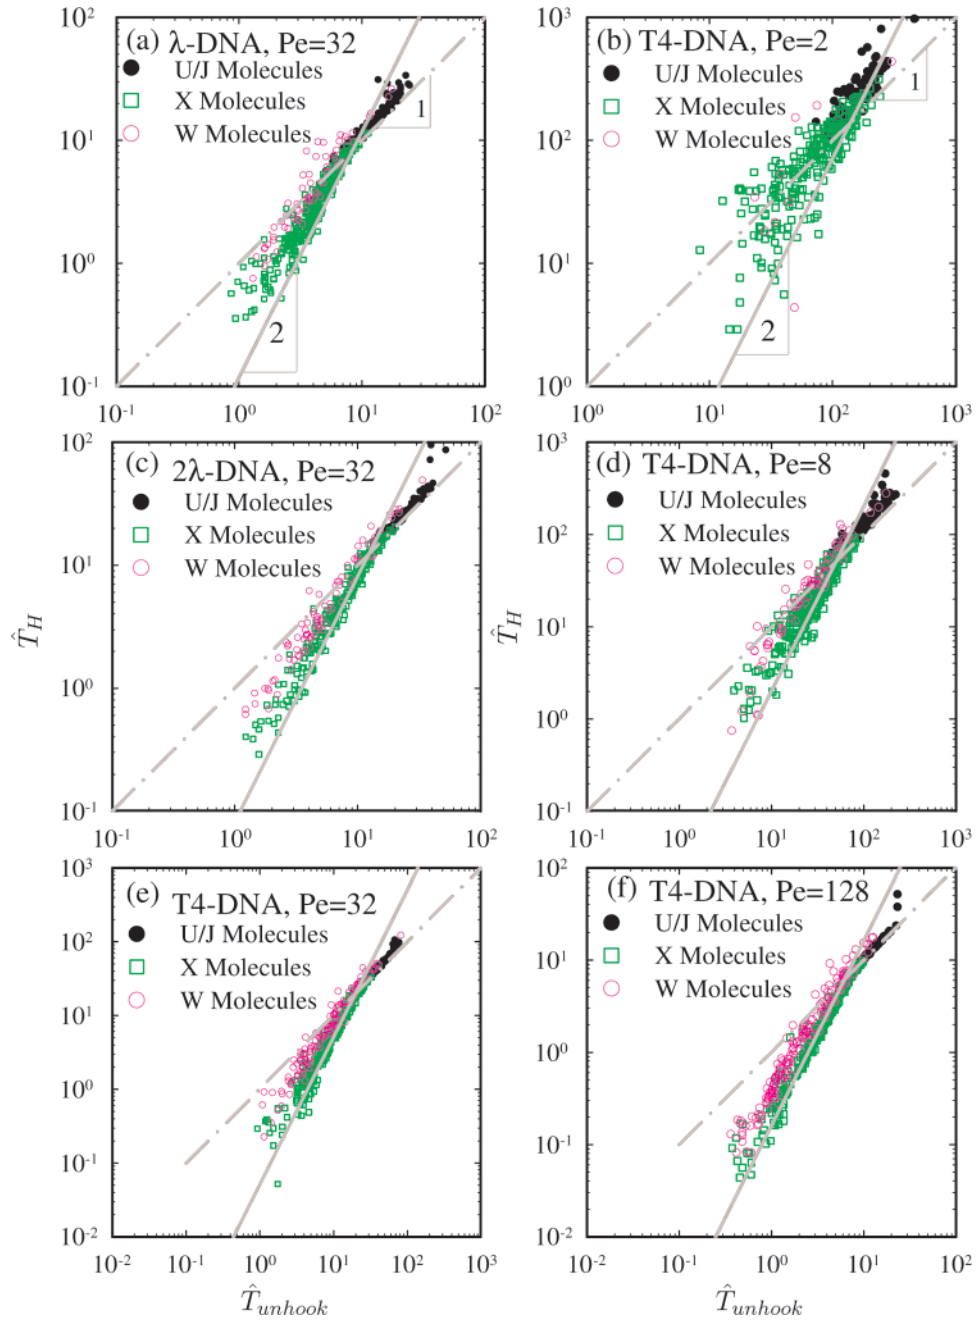 (a) λ-DNA, Pe=32
U/J Molecules
X Molecules
W Molecules
1
2
10²
10¹
10⁰
10⁻¹
10⁻¹ 10⁰ 10¹ 10²
(b) T4-DNA, Pe=2
U/J Molecules
X Molecules
W Molecules
1
2
10³
10²
10¹
10⁰
10⁰ 10¹ 10² 10³
(c) 2λ-DNA, Pe=32
U/J Molecules
X Molecules
W Molecules
10²
10¹
10⁰
10⁻¹
10⁻¹ 10⁰ 10¹ 10²
T̂_H
(d) T4-DNA, Pe=8
U/J Molecules
X Molecules
W Molecules
10³
10²
10¹
10⁰
10⁻¹
10⁻¹ 10⁰ 10¹ 10² 10³
T̂_H
(e) T4-DNA, Pe=32
U/J Molecules
X Molecules
W Molecules
10³
10²
10¹
10⁰
10⁻¹
10⁻²
10⁻² 10⁻¹ 10⁰ 10¹ 10² 10³
T̂_unhook
(f) T4-DNA, Pe=128
U/J Molecules
X Molecules
W Molecules
10²
10¹
10⁰
10⁻¹
10⁻²
10⁻² 10⁻¹ 10⁰ 10¹ 10²
T̂_unhook